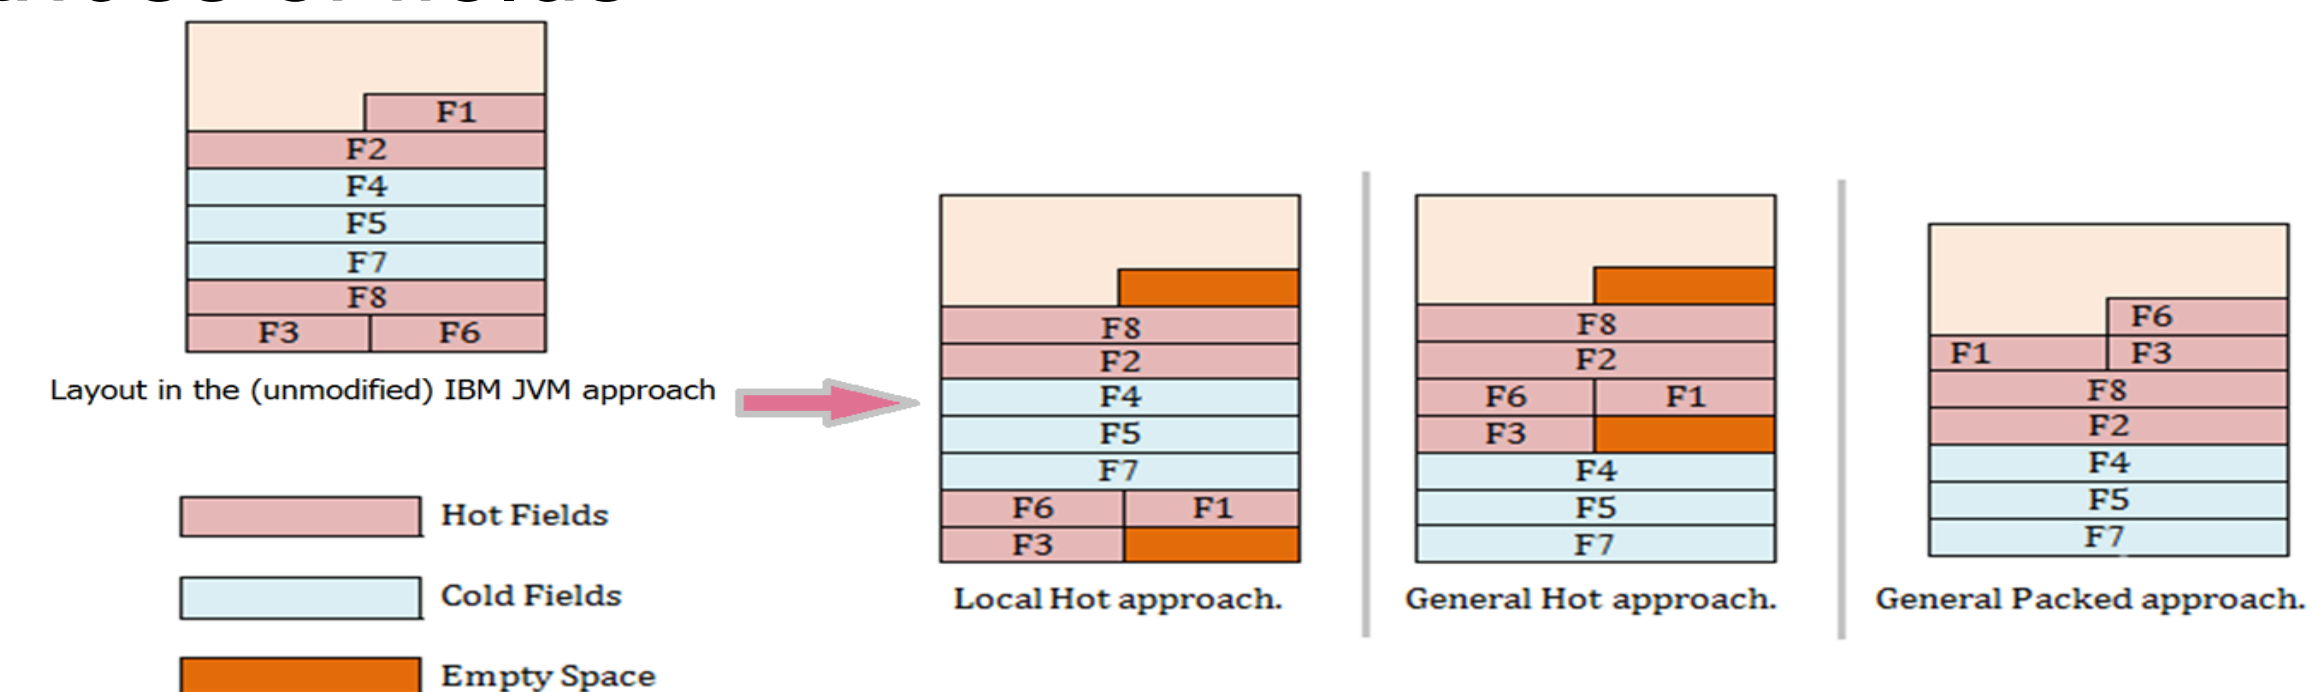 F1
F2
F4
F5
F7
F8
F3 F6
Layout in the (unmodified) IBM JVM approach
Hot Fields
Cold Fields
Empty Space
F8
F2
F4
F5
F7
F6 F1
F3
Local Hot approach.
F8
F2
F6 F1
F3
F4
F5
F7
General Hot approach.
F6
F1 F3
F8
F2
F4
F5
F7
General Packed approach.